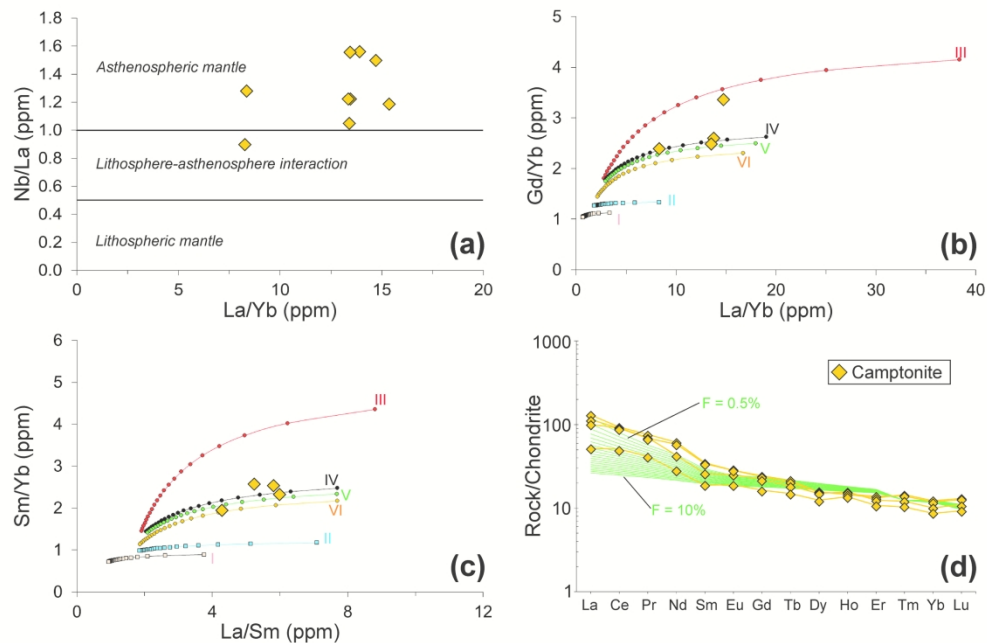 1.8
1.6
1.4
1.2
1.0
0.8
0.6
0.4
0.2
0.0
Nb/La (ppm)
Asthenospheric mantle
Lithosphere-asthenosphere interaction
Lithospheric mantle
(a)
0
5
10
15
20
La/Yb (ppm)
5
4
3
2
1
0
Gd/Yb (ppm)
III
IV
V
VI
II
I
(b)
0
10
20
30
40
La/Yb (ppm)
6
5
4
3
2
1
0
Sm/Yb (ppm)
III
IV
V
VI
II
I
(c)
0
4
8
12
La/Sm (ppm)
1000
100
10
1
Rock/Chondrite
Camptonite
F = 0.5%
F = 10%
(d)
La Ce Pr Nd Sm Eu Gd Tb Dy Ho Er Tm Yb Lu